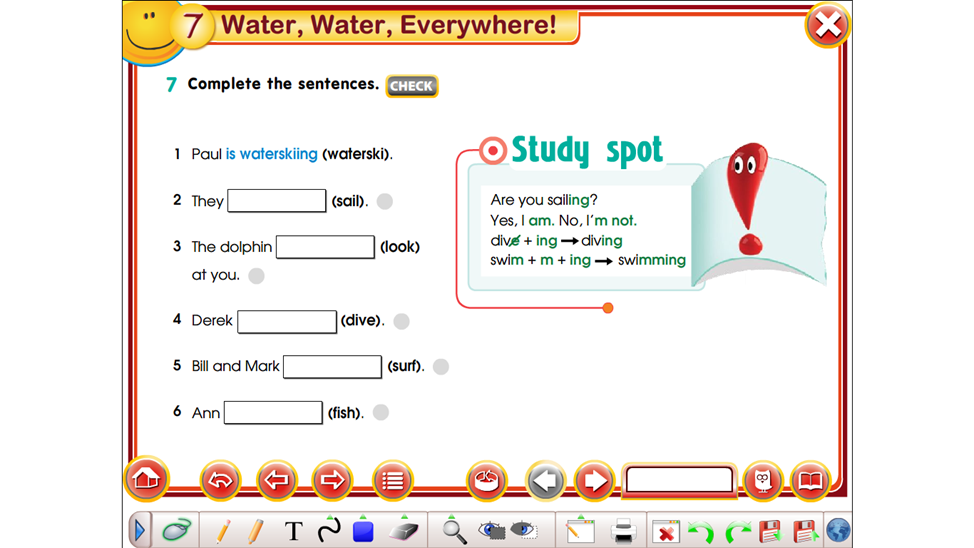 7 Water, Water, Everywhere!
7 Complete the sentences. CHECK
1 Paul is waterskiing (waterski).
2 They (sail).
3 The dolphin (look)
at you.
4 Derek (dive).
5 Bill and Mark (surf).
6 Ann (fish).
Study spot
Are you sailing?
Yes, I am. No, I'm not.
dive + ing → diving
swim + m + ing → swimming
T